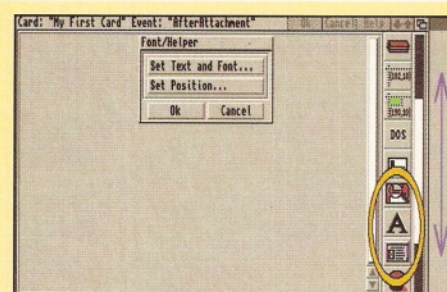 Card: "My First Card" Event: "AfterAttachment" Ok Cancel Help
Font/Helper
Set Text and Font...
Set Position...
Ok Cancel
DOS
A